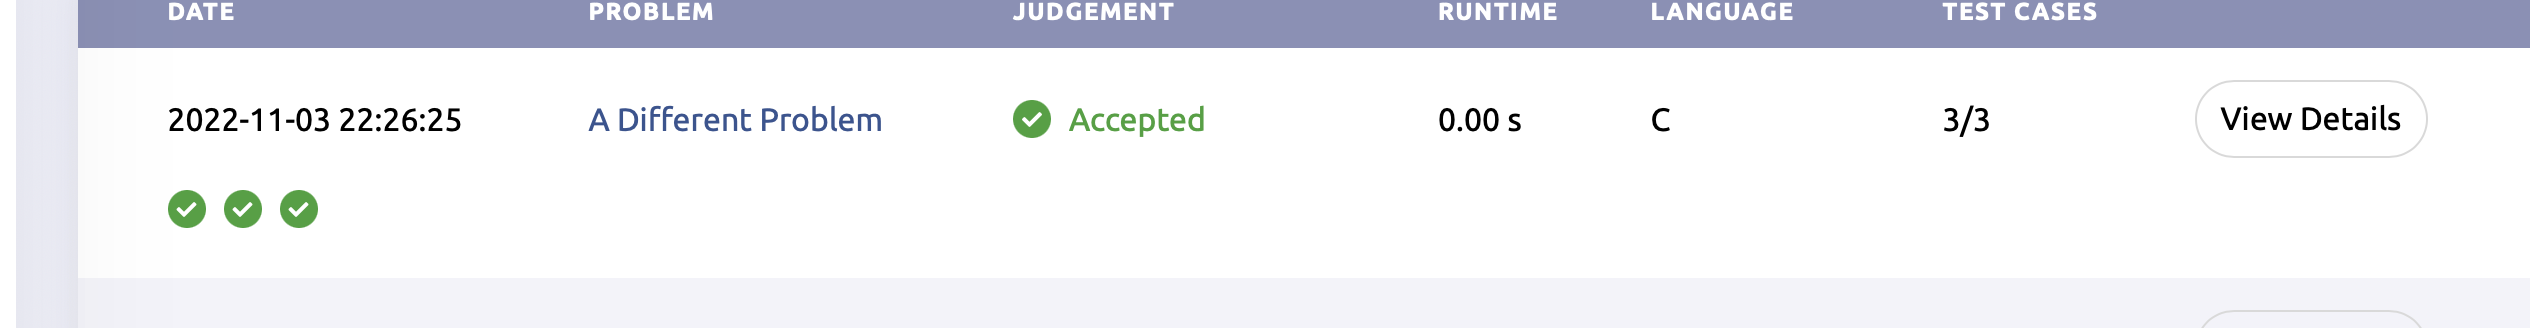 DATE PROBLEM JUDGEMENT RUNTIME LANGUAGE TEST CASES
2022-11-03 22:26:25 A Different Problem Accepted 0.00 s C 3/3 View Details